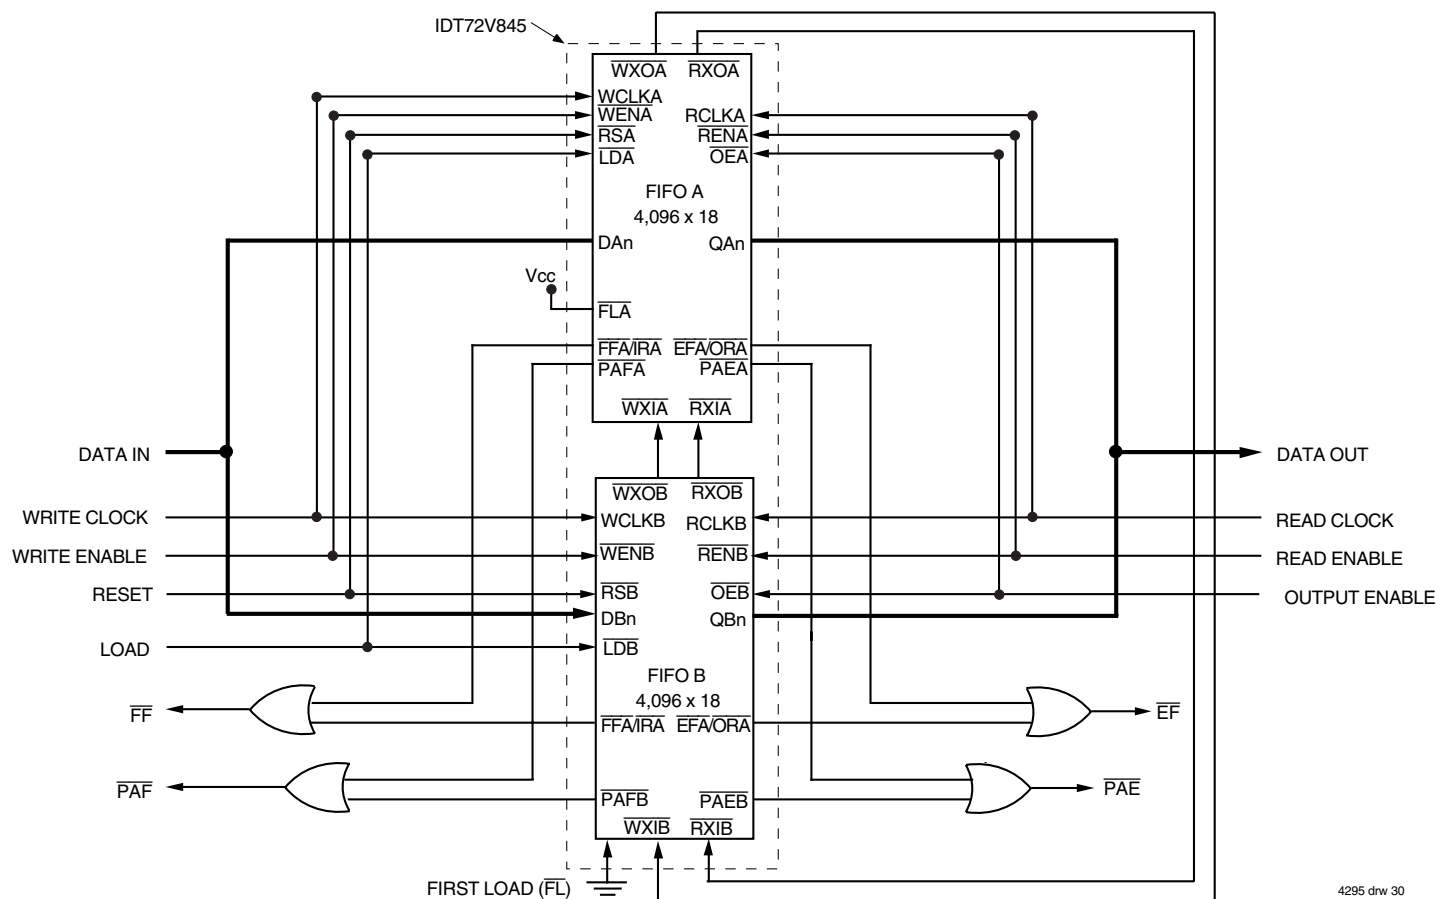 IDT72V845
WXOA RXOA
WCLKA
WENA RCLKA
RSA RENA
LDA OEA
FIFO A
4,096 x 18
DAn QAn
Vcc
FLA
FFA/IRA EFA/ORA
PAFA PAEA
WXIA RXIA
DATA IN DATA OUT
WXOB RXOB
WRITE CLOCK WCLKB RCLKB READ CLOCK
WRITE ENABLE WENB RENB READ ENABLE
RESET RSB OEB OUTPUT ENABLE
DBn QBn
LOAD LDB
FIFO B
4,096 x 18
FF FFA/IRA EFA/ORA EF
PAF PAFB PAEB PAE
WXIB RXIB
FIRST LOAD (FL)
4295 drw 30